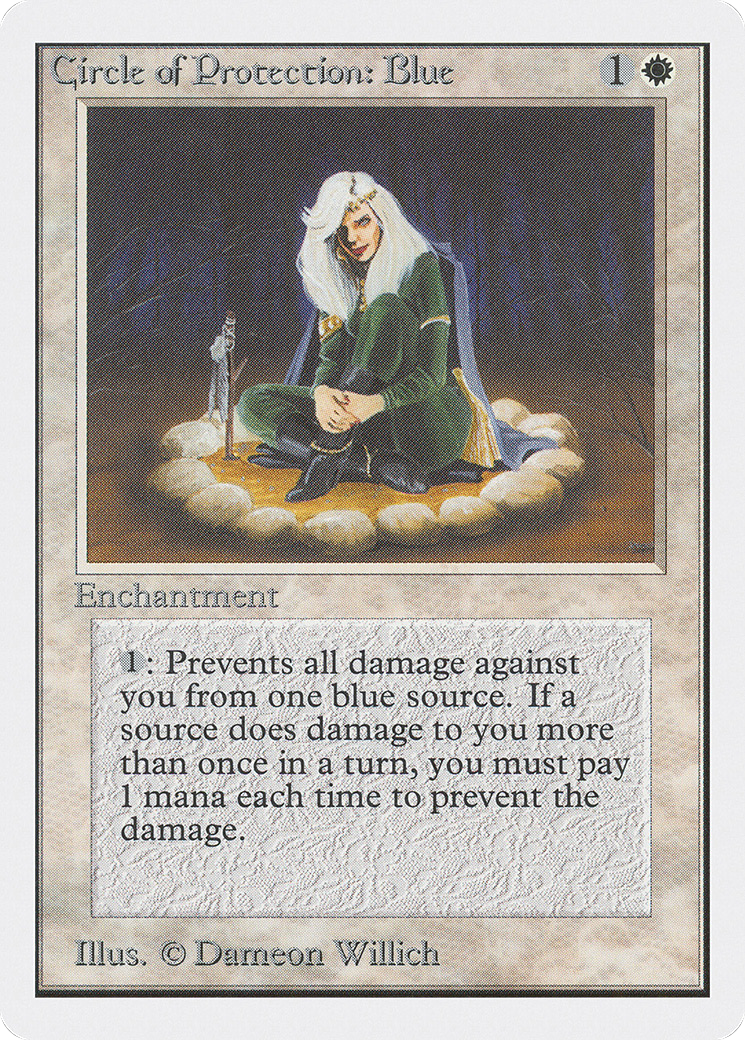 Circle of Protection: Blue 1
Enchantment
1: Prevents all damage against
you from one blue source. If a
source does damage to you more
than once in a turn, you must pay
1 mana each time to prevent the
damage.
Illus. © Dameon Willich